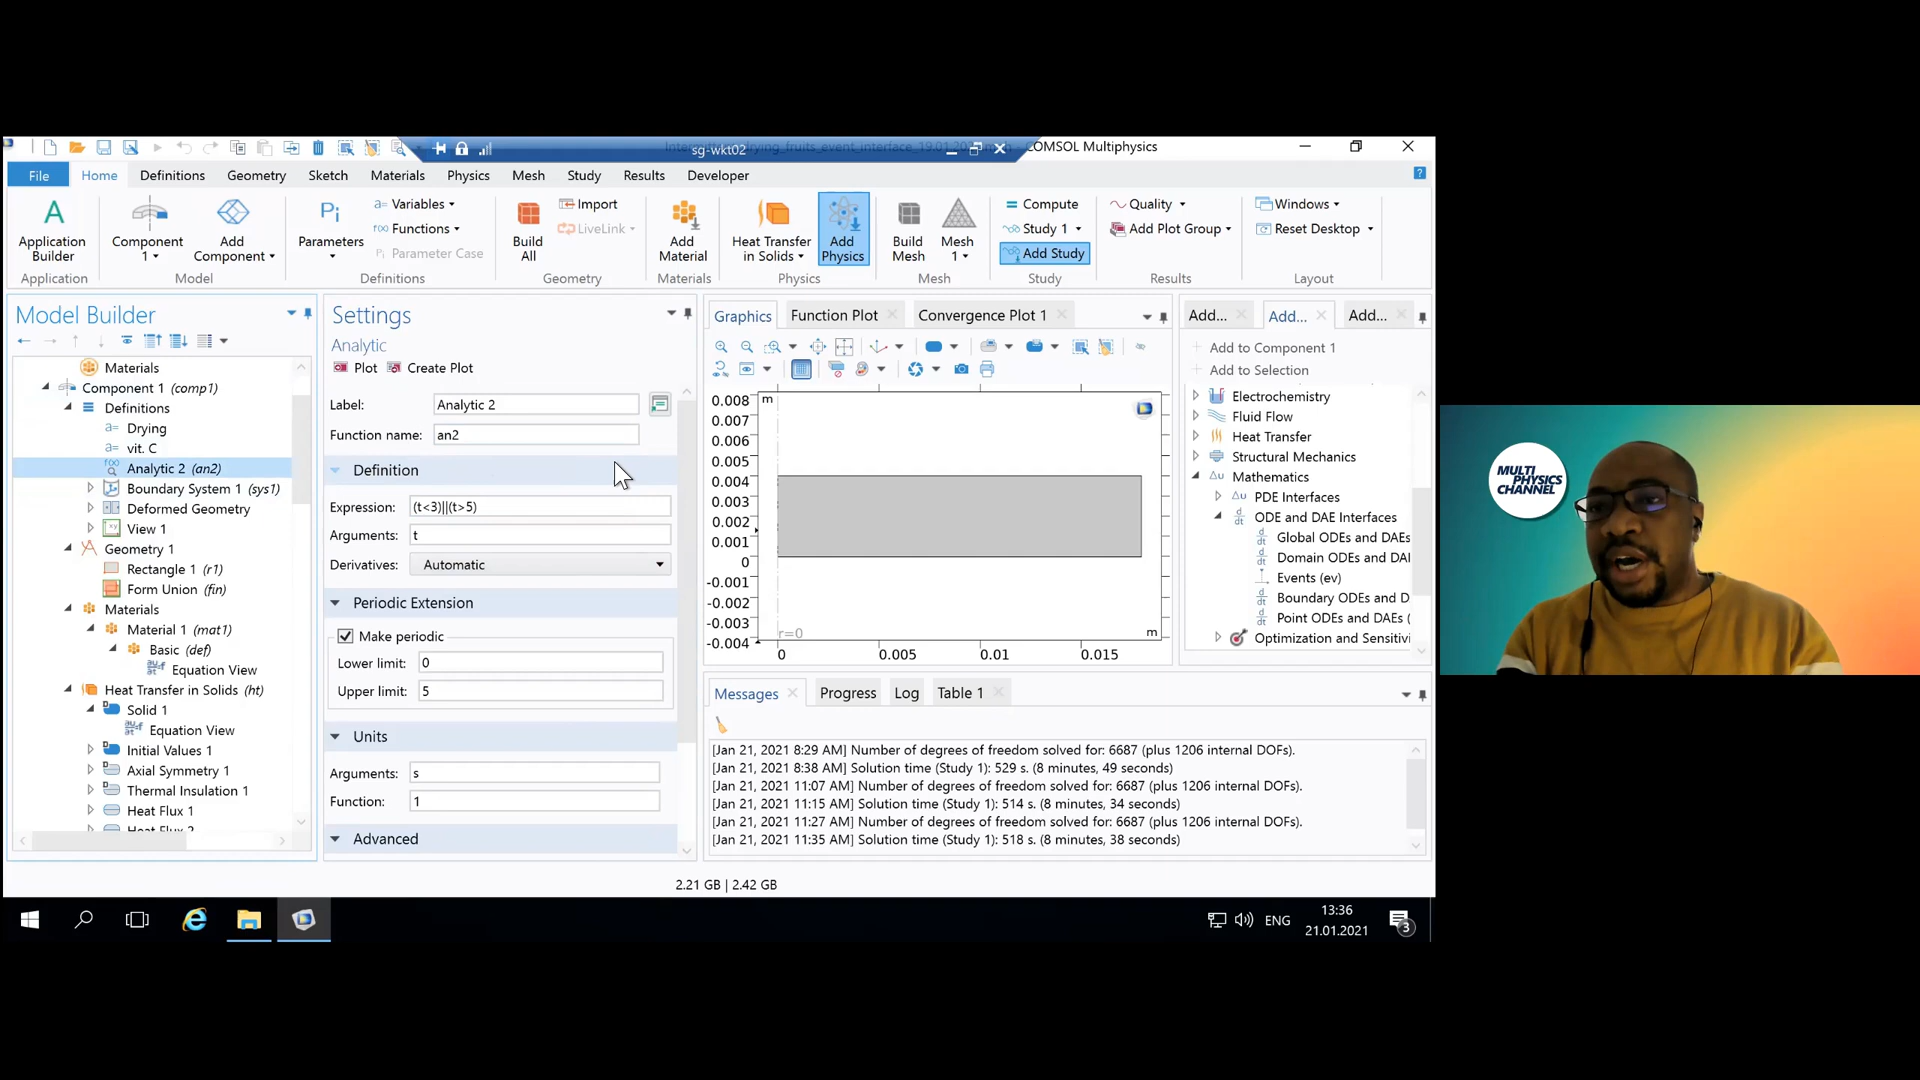 sg-wkt02
COMSOL Multiphysics
File
Home
Definitions
Geometry
Sketch
Materials
Physics
Mesh
Study
Results
Developer
Application Builder
Application
Component 1
Add Component
Model
Parameters
a= Variables
f(x) Functions
Pi Parameter Case
Definitions
Build All
Import
LiveLink
Geometry
Add Material
Materials
Heat Transfer in Solids
Add Physics
Physics
Build Mesh
Mesh 1
Mesh
= Compute
Study 1
Add Study
Study
Quality
Add Plot Group
Results
Windows
Reset Desktop
Layout
Model Builder
Materials
Component 1 (comp1)
Definitions
a= Drying
a= vit. C
Analytic 2 (an2)
Boundary System 1 (sys1)
Deformed Geometry
View 1
Geometry 1
Rectangle 1 (r1)
Form Union (fin)
Materials
Material 1 (mat1)
Basic (def)
Equation View
Heat Transfer in Solids (ht)
Solid 1
Equation View
Initial Values 1
Axial Symmetry 1
Thermal Insulation 1
Heat Flux 1
Heat Flux 2
Settings
Analytic
Plot
Create Plot
Label: Analytic 2
Function name: an2
Definition
Expression: (t<3)||(t>5)
Arguments: t
Derivatives: Automatic
Periodic Extension
Make periodic
Lower limit: 0
Upper limit: 5
Units
Arguments: s
Function: 1
Advanced
Graphics
Function Plot
Convergence Plot 1
m
0.008
0.007
0.006
0.005
0.004
0.003
0.002
0.001
0
-0.001
-0.002
-0.003
-0.004
r=0
m
0
0.005
0.01
0.015
Messages
Progress
Log
Table 1
[Jan 21, 2021 8:29 AM] Number of degrees of freedom solved for: 6687 (plus 1206 internal DOFs).
[Jan 21, 2021 8:38 AM] Solution time (Study 1): 529 s. (8 minutes, 49 seconds)
[Jan 21, 2021 11:07 AM] Number of degrees of freedom solved for: 6687 (plus 1206 internal DOFs).
[Jan 21, 2021 11:15 AM] Solution time (Study 1): 514 s. (8 minutes, 34 seconds)
[Jan 21, 2021 11:27 AM] Number of degrees of freedom solved for: 6687 (plus 1206 internal DOFs).
[Jan 21, 2021 11:35 AM] Solution time (Study 1): 518 s. (8 minutes, 38 seconds)
Add...
Add...
Add...
Add to Component 1
Add to Selection
Electrochemistry
Fluid Flow
Heat Transfer
Structural Mechanics
Δu Mathematics
Δu PDE Interfaces
ODE and DAE Interfaces
Global ODEs and DAEs
Domain ODEs and DAI
Events (ev)
Boundary ODEs and D
Point ODEs and DAEs (
Optimization and Sensitivi
2.21 GB | 2.42 GB
ENG
13:36
21.01.2021
3
MULTI
PHYSICS
CHANNEL